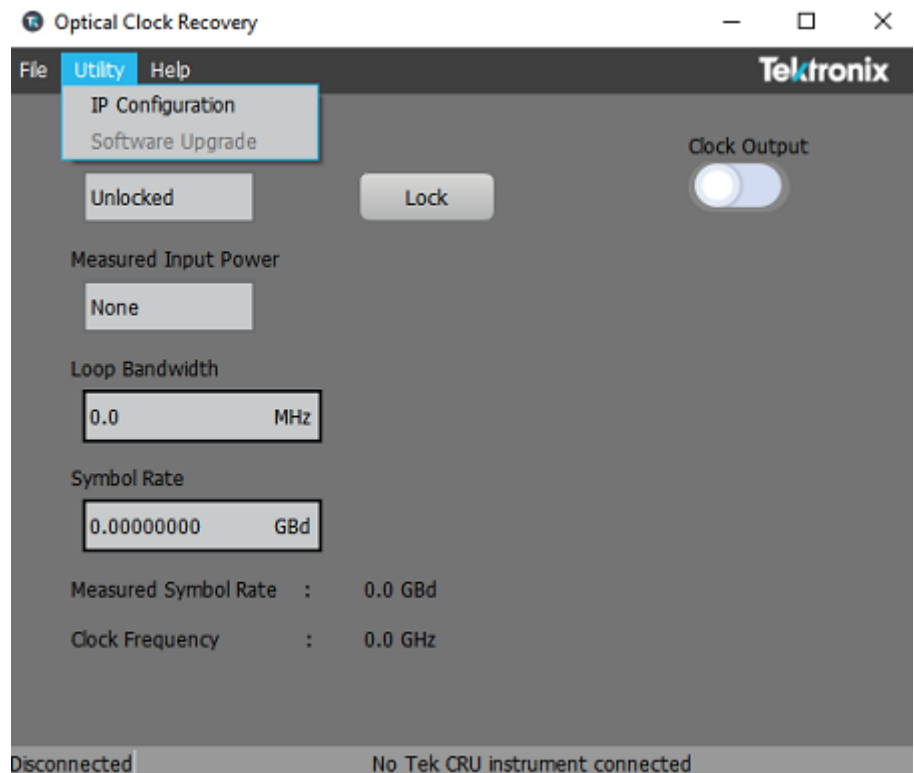 Optical Clock Recovery
File Utility Help Tektronix
IP Configuration
Software Upgrade
Clock Output
Unlocked Lock
Measured Input Power
None
Loop Bandwidth
0.0 MHz
Symbol Rate
0.00000000 GBd
Measured Symbol Rate : 0.0 GBd
Clock Frequency : 0.0 GHz
Disconnected No Tek CRU instrument connected